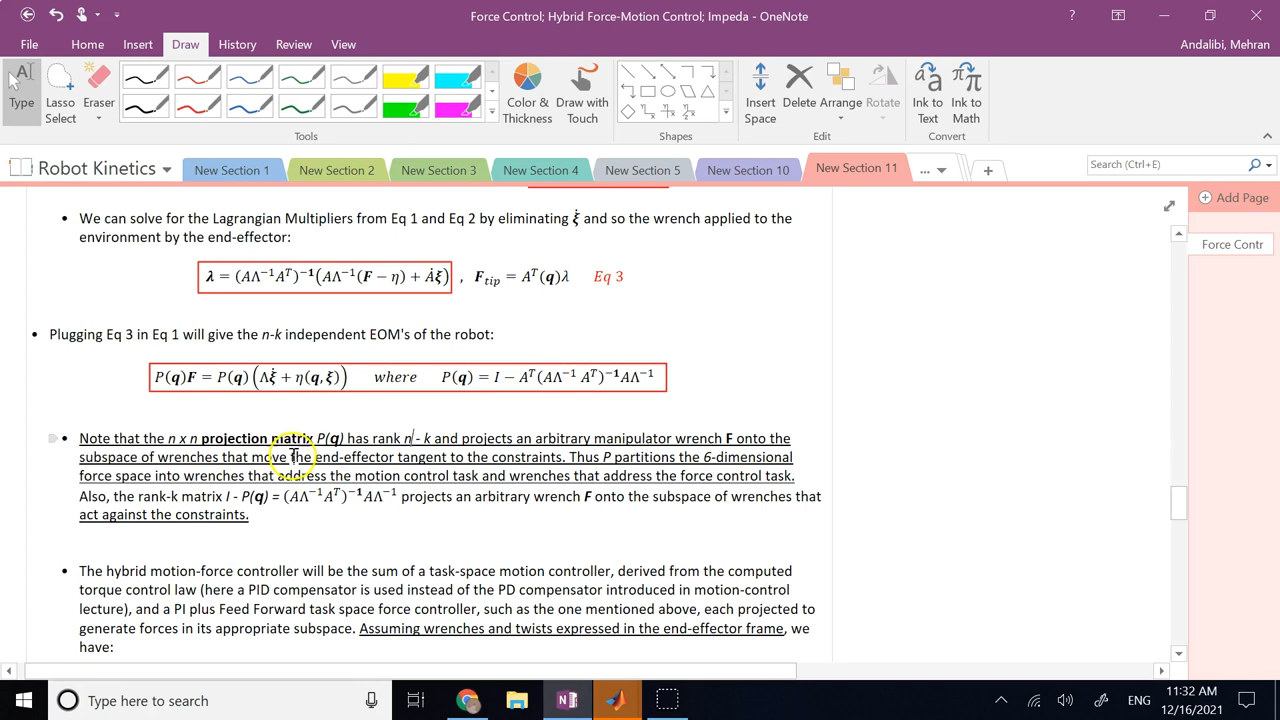 Force Control; Hybrid Force-Motion Control; Impeda - OneNote
File Home Insert Draw History Review View
Andalibi, Mehran
Type
Lasso Select
Eraser
Color & Thickness
Draw with Touch
Insert Space
Delete
Arrange
Rotate
Ink to Text
Ink to Math
Tools
Shapes
Edit
Convert
Robot Kinetics
New Section 1
New Section 2
New Section 3
New Section 4
New Section 5
New Section 10
New Section 11
...
Search (Ctrl+E)
Add Page
Force Contr
• We can solve for the Lagrangian Multipliers from Eq 1 and Eq 2 by eliminating ξ̇ and so the wrench applied to the
environment by the end-effector:
λ = (AΛ⁻¹Aᵀ)⁻¹(AΛ⁻¹(F − η) + Ȧξ) , F_tip = Aᵀ(q)λ Eq 3
• Plugging Eq 3 in Eq 1 will give the n-k independent EOM's of the robot:
P(q)F = P(q)(Λξ̇ + η(q, ξ)) where P(q) = I − Aᵀ(AΛ⁻¹ Aᵀ)⁻¹AΛ⁻¹
• Note that the n x n projection matrix P(q) has rank n - k and projects an arbitrary manipulator wrench F onto the
subspace of wrenches that move the end-effector tangent to the constraints. Thus P partitions the 6-dimensional
force space into wrenches that address the motion control task and wrenches that address the force control task.
Also, the rank-k matrix I - P(q) = (AΛ⁻¹Aᵀ)⁻¹AΛ⁻¹ projects an arbitrary wrench F onto the subspace of wrenches that
act against the constraints.
• The hybrid motion-force controller will be the sum of a task-space motion controller, derived from the computed
torque control law (here a PID compensator is used instead of the PD compensator introduced in motion-control
lecture), and a PI plus Feed Forward task space force controller, such as the one mentioned above, each projected to
generate forces in its appropriate subspace. Assuming wrenches and twists expressed in the end-effector frame, we
have:
Type here to search
ENG
11:32 AM
12/16/2021